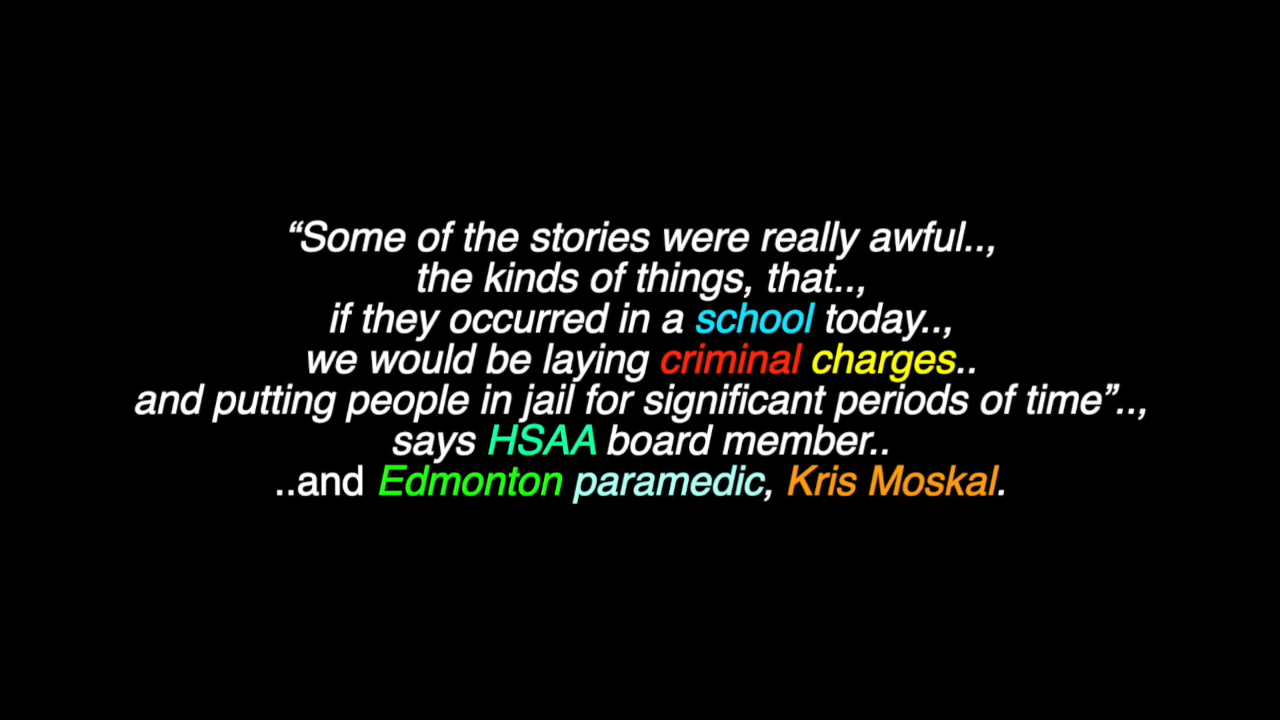 “Some of the stories were really awful..,
the kinds of things, that..,
if they occurred in a school today..,
we would be laying criminal charges..
and putting people in jail for significant periods of time”..,
says HSAA board member..
..and Edmonton paramedic, Kris Moskal.